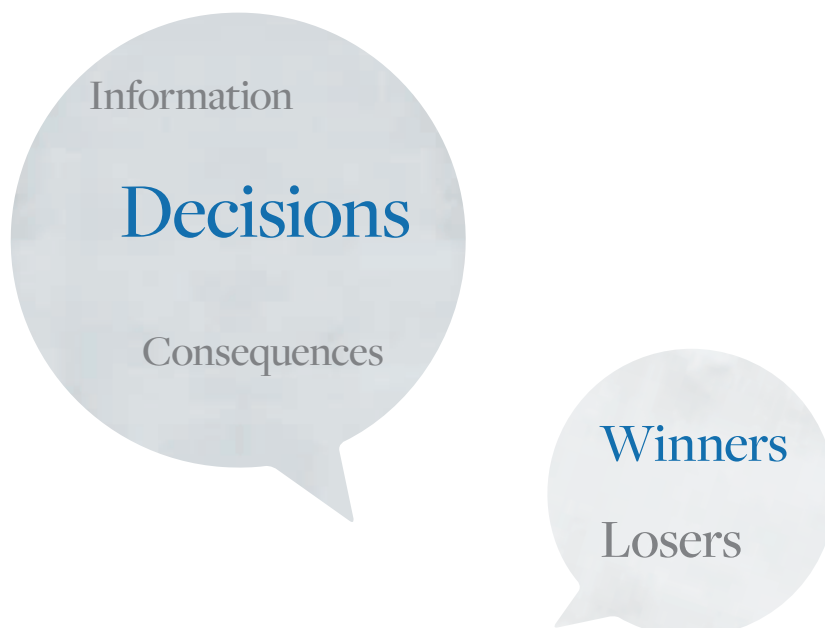 Information
Decisions
Consequences
Winners
Losers